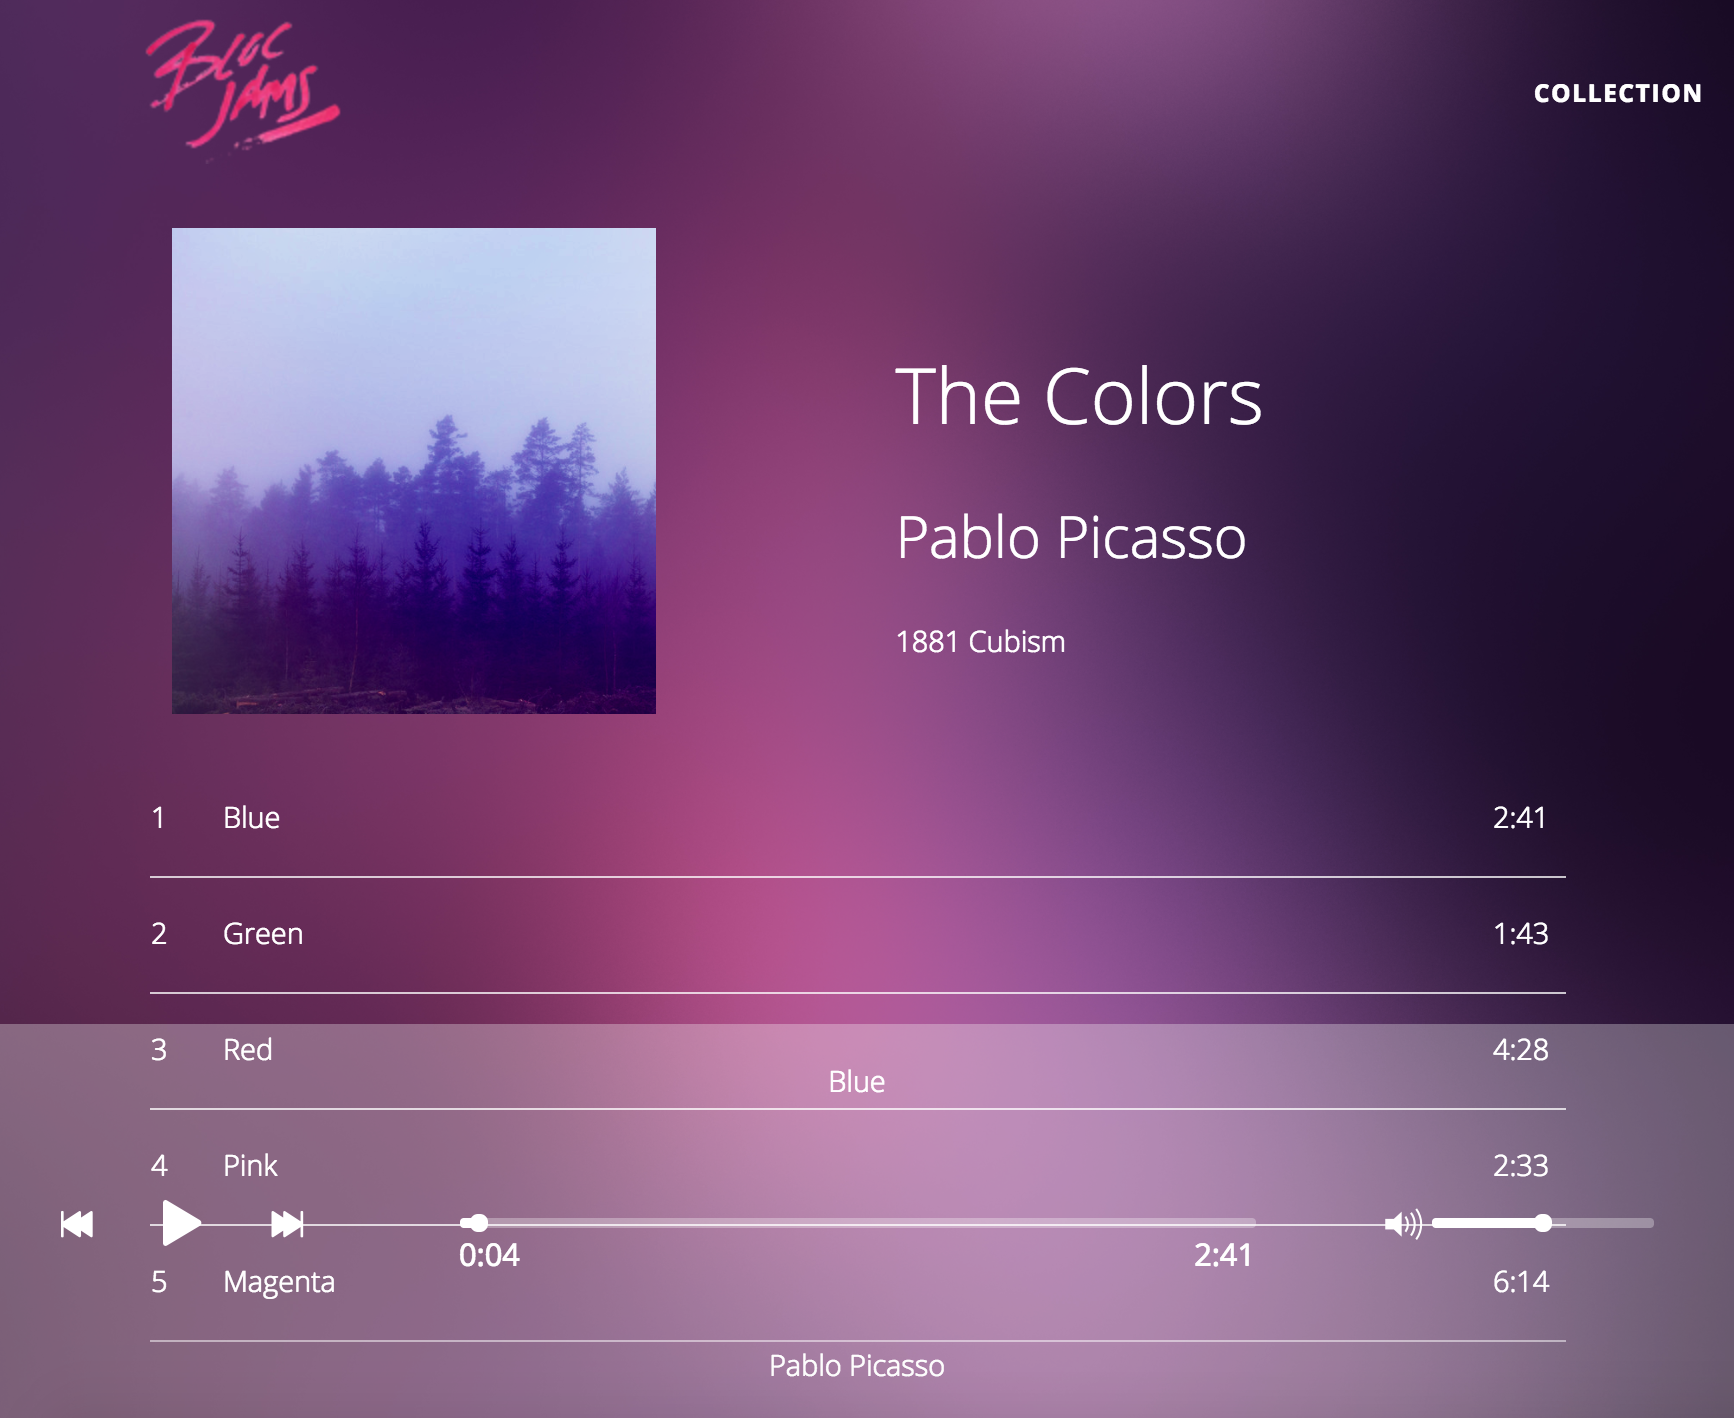 BLOC
JAMS
COLLECTION
The Colors
Pablo Picasso
1881 Cubism
1 Blue 2:41
2 Green 1:43
3 Red 4:28
Blue
4 Pink 2:33
0:04 2:41
5 Magenta 6:14
Pablo Picasso